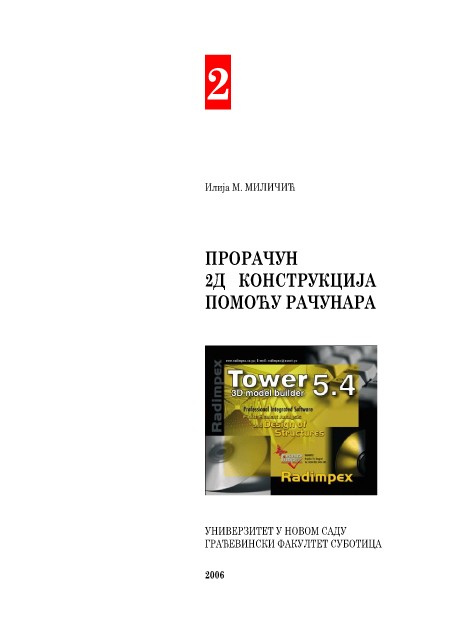 2
Илија М. МИЛИЧИЋ
ПРОРАЧУН
2Д КОНСТРУКЦИЈА
ПОМОЋУ РАЧУНАРА
Radimpex
Tower 5.4
3D model builder
Professional Integrated Software
Design of
Structures
Radimpex
УНИВЕРЗИТЕТ У НОВОМ САДУ
ГРАЂЕВИНСКИ ФАКУЛТЕТ СУБОТИЦА
2006